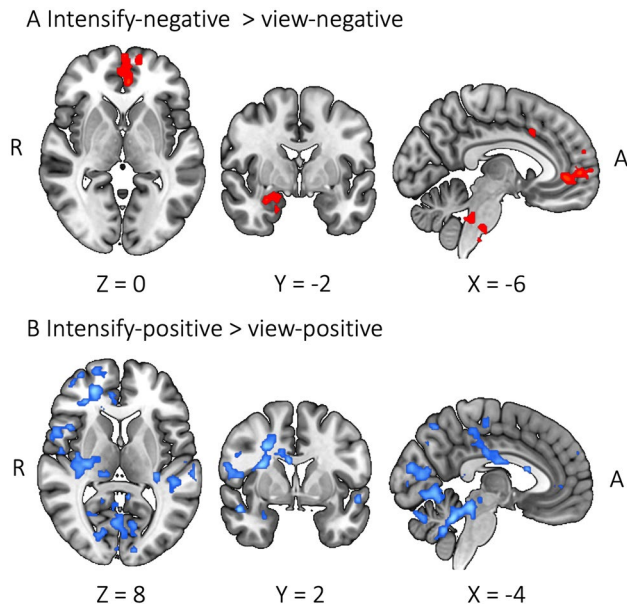 A Intensify-negative > view-negative
R
A
Z = 0
Y = -2
X = -6
B Intensify-positive > view-positive
R
A
Z = 8
Y = 2
X = -4